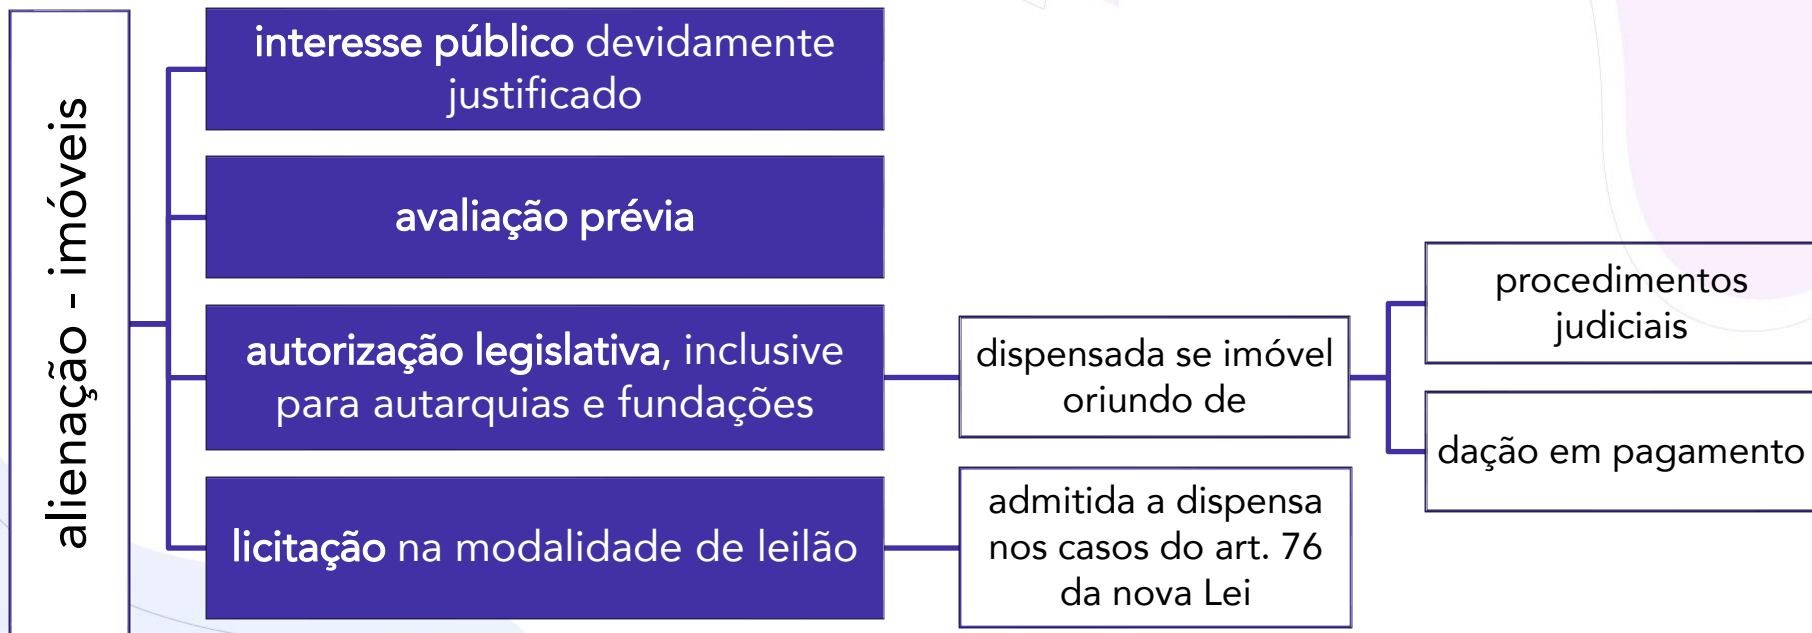 alienação - imóveis
interesse público devidamente
justificado
avaliação prévia
autorização legislativa, inclusive
para autarquias e fundações
dispensada se imóvel
oriundo de
procedimentos
judiciais
dação em pagamento
licitação na modalidade de leilão
admitida a dispensa
nos casos do art. 76
da nova Lei